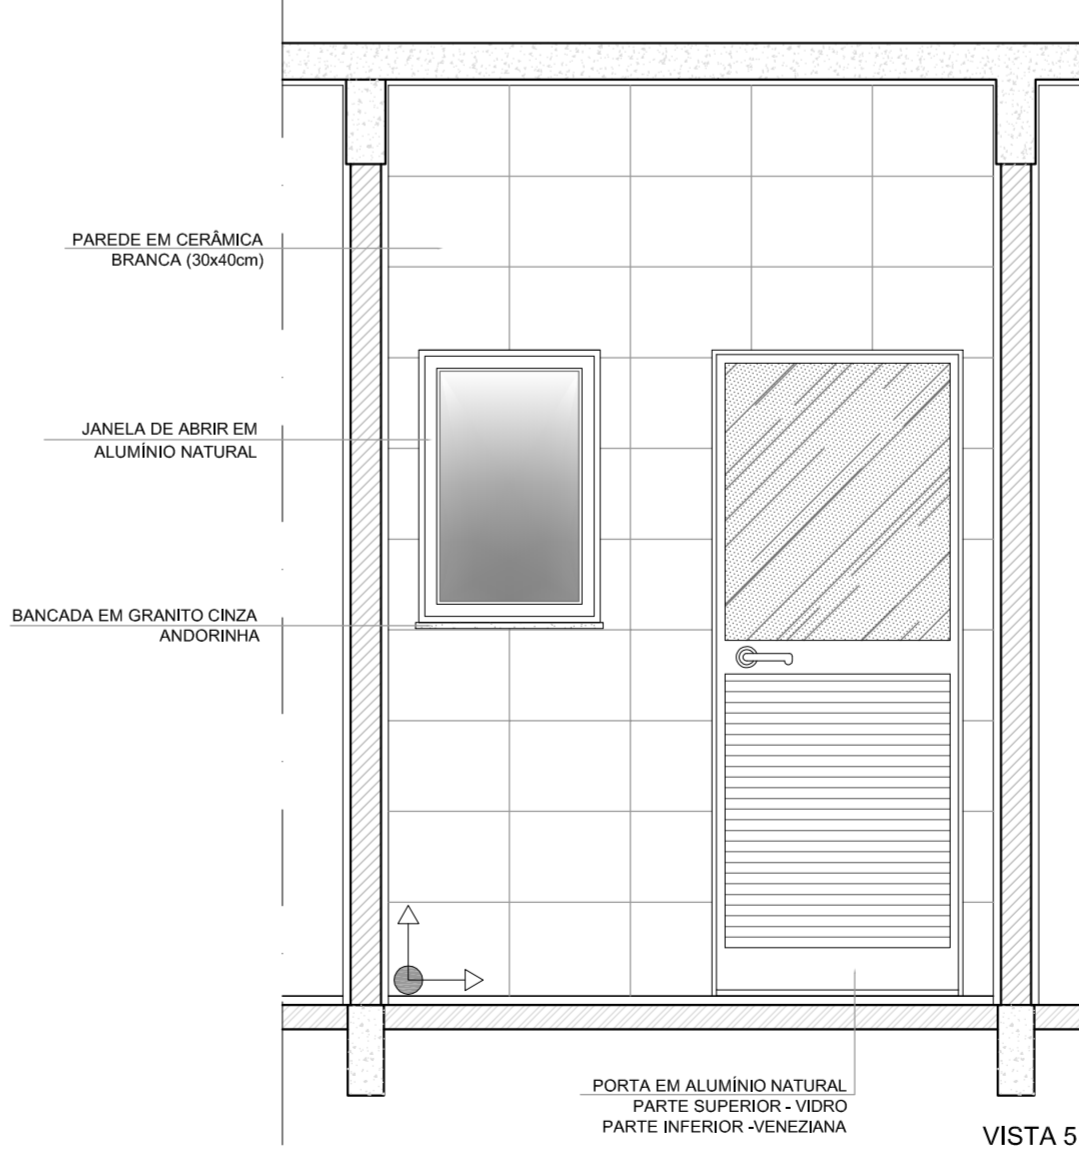 PAREDE EM CERÂMICA
BRANCA (30x40cm)
JANELA DE ABRIR EM
ALUMÍNIO NATURAL
BANCADA EM GRANITO CINZA
ANDORINHA
PORTA EM ALUMÍNIO NATURAL
PARTE SUPERIOR - VIDRO
PARTE INFERIOR -VENEZIANA
VISTA 5